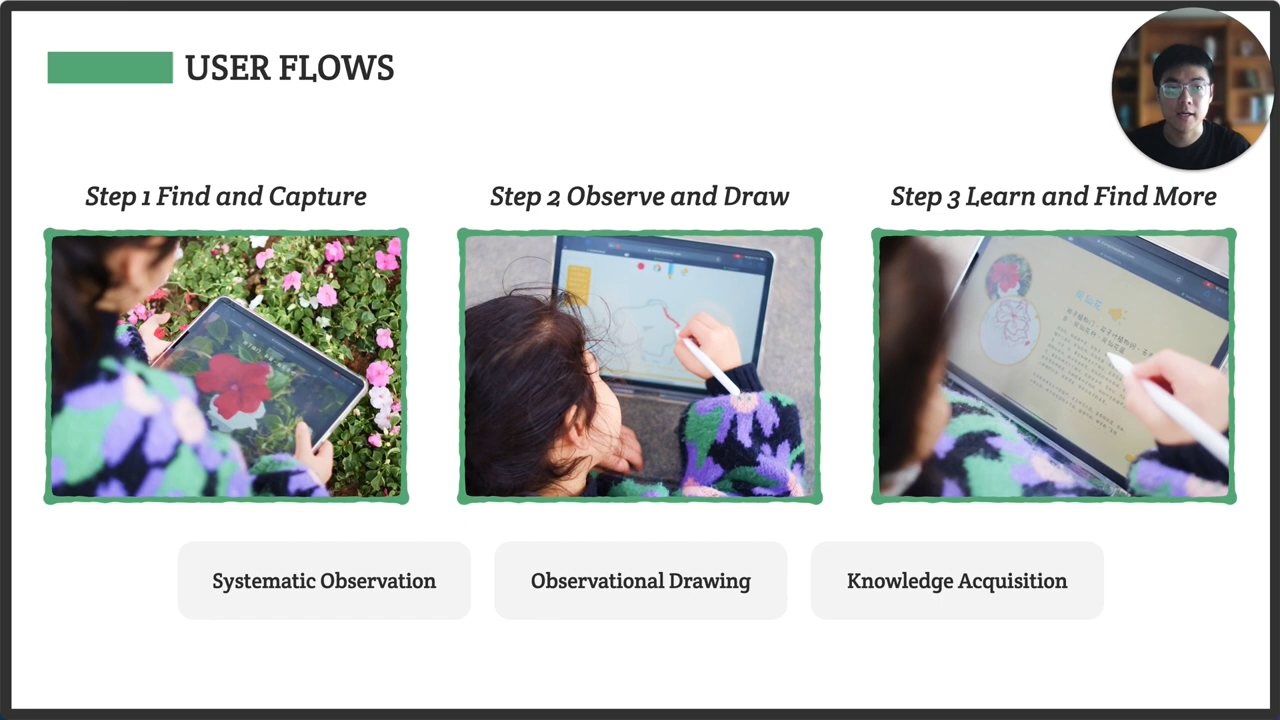 USER FLOWS
Step 1 Find and Capture
Step 2 Observe and Draw
Step 3 Learn and Find More
Systematic Observation
Observational Drawing
Knowledge Acquisition